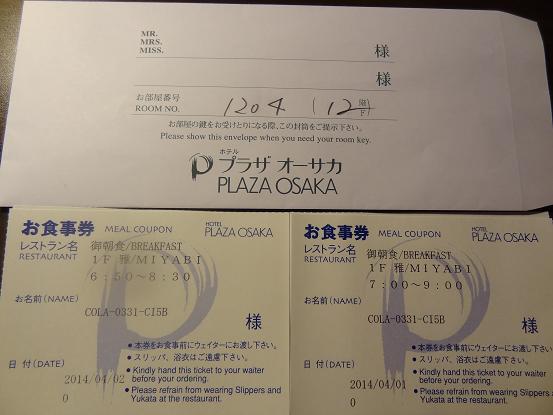 MR.
MRS.
MISS.
様
様
お部屋番号
ROOM NO.
1204 (12階)
お部屋の鍵をお受けとりになる際、この封筒をご提示下さい。
Please show this envelope when you need your room key.
ホテル
プラザ オーサカ
PLAZA OSAKA
お食事券 MEAL COUPON
HOTEL
PLAZA OSAKA
レストラン名
RESTAURANT
御朝食/BREAKFAST
1F 雅/MIYABI
6:50～8:30
お名前(NAME)
COLA-0331-CI5B
様
● 本券をお食事前にウェイターにお渡し下さい。
● スリッパ、浴衣はご遠慮下さい。
● Kindly hand this ticket to your waiter
before your ordering.
● Please refrain from wearing Slippers and
Yukata at the restaurant.
日 付(DATE)
2014/04/02
0
お食事券 MEAL COUPON
HOTEL
PLAZA OSAKA
レストラン名
RESTAURANT
御朝食/BREAKFAST
1F 雅/MIYABI
7:00～9:00
お名前(NAME)
COLA-0331-CI5B
様
● 本券をお食事前にウェイターにお渡し下さい。
● スリッパ、浴衣はご遠慮下さい。
● Kindly hand this ticket to your waiter
before your ordering.
● Please refrain from wearing Slippers and
Yukata at the restaurant.
日 付(DATE)
2014/04/01
0